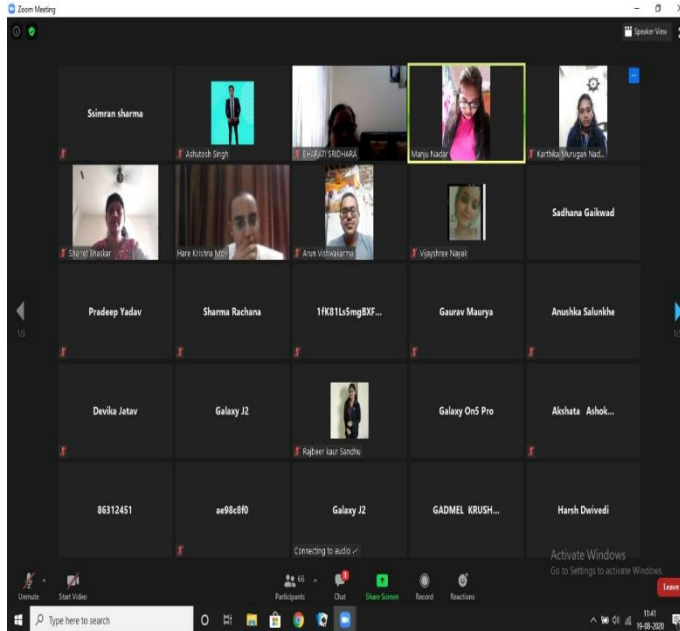 Zoom Meeting
Speaker View
Ssimran sharma
Ashutosh Singh
BHARATI SRIDHARA
Manju Nadar
Karthika Murugan Nad...
Sharlet Bhaskar
Hare Krishna
Arun Vishwakarma
Vijayshree Nayak
Sadhana Gaikwad
Pradeep Yadav
Sharma Rachana
1fK81Ls5mgBXF...
Gaurav Maurya
Anushka Salunkhe
1/3
Devika Jatav
Galaxy J2
Rajbeer kaur Sandhu
Galaxy On5 Pro
Akshata Ashok...
86312451
ae98c8f0
Galaxy J2
Connecting to audio
GADMEL KRUSH...
Harsh Dwivedi
Activate Windows
Go to Settings to activate Windows.
Unmute
Start Video
66
Participants
Chat
Share Screen
Record
Reactions
Leave
Type here to search
11:41
19-08-2020